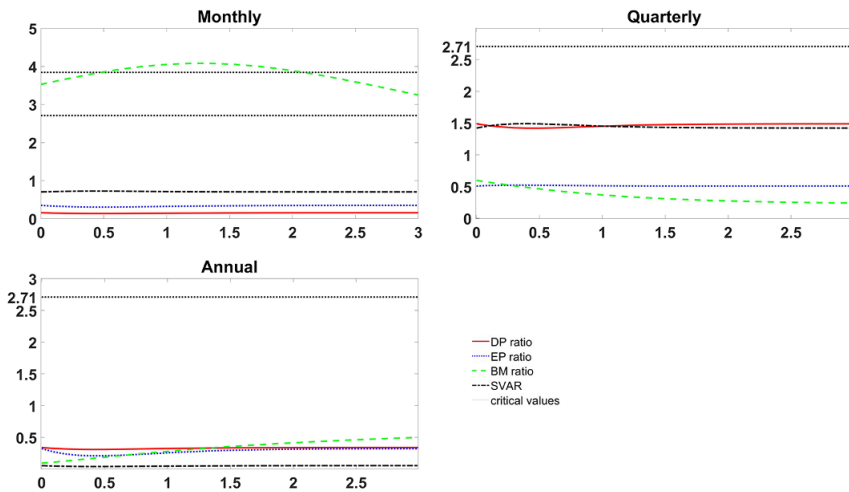 Monthly
5
4
3
2
1
0
0 0.5 1 1.5 2 2.5 3
Quarterly
2.71
2.5
2
1.5
1
0.5
0
0 0.5 1 1.5 2 2.5
Annual
3
2.71
2.5
2
1.5
1
0.5
0 0.5 1 1.5 2 2.5
DP ratio
EP ratio
BM ratio
SVAR
critical values